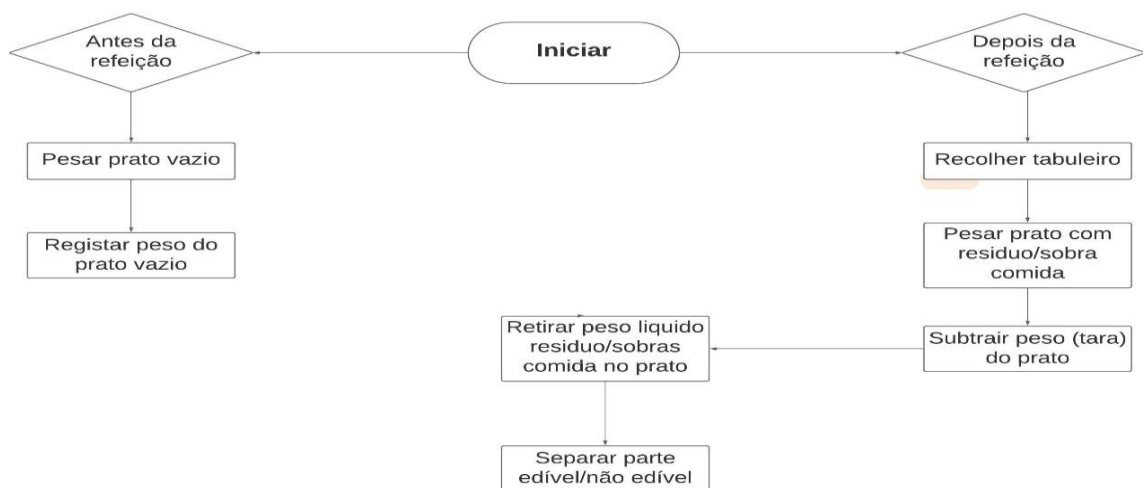 Iniciar
Antes da
refeição
Pesar prato vazio
Registar peso do
prato vazio
Depois da
refeição
Recolher tabuleiro
Pesar prato com
residuo/sobra
comida
Subtrair peso (tara)
do prato
Retirar peso liquido
residuo/sobras
comida no prato
Separar parte
edível/não edível